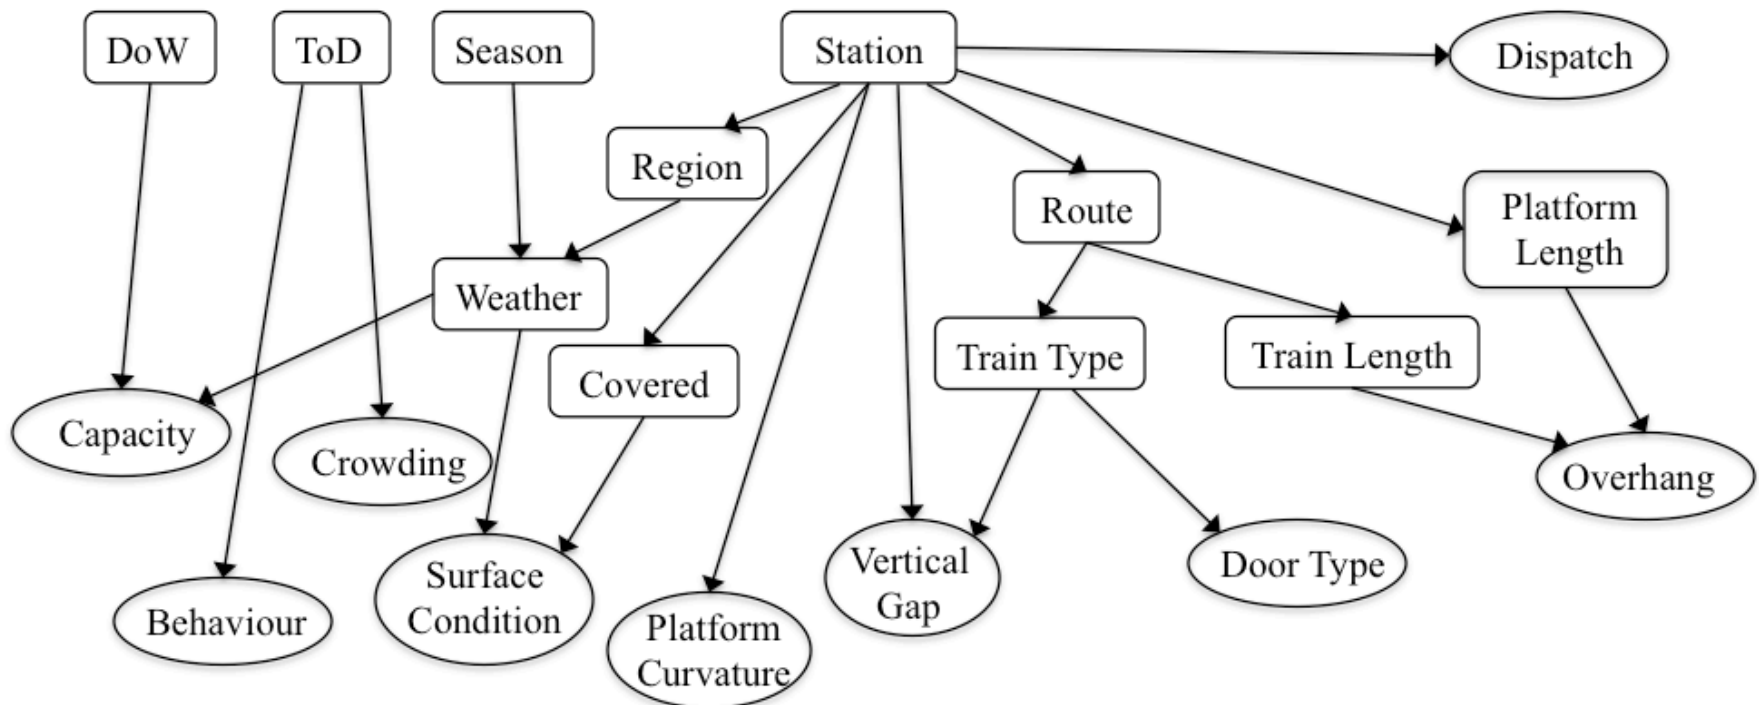 DoW
ToD
Season
Station
Dispatch
Region
Route
Platform
Length
Weather
Train Type
Train Length
Covered
Capacity
Crowding
Overhang
Behaviour
Surface
Condition
Platform
Curvature
Vertical
Gap
Door Type